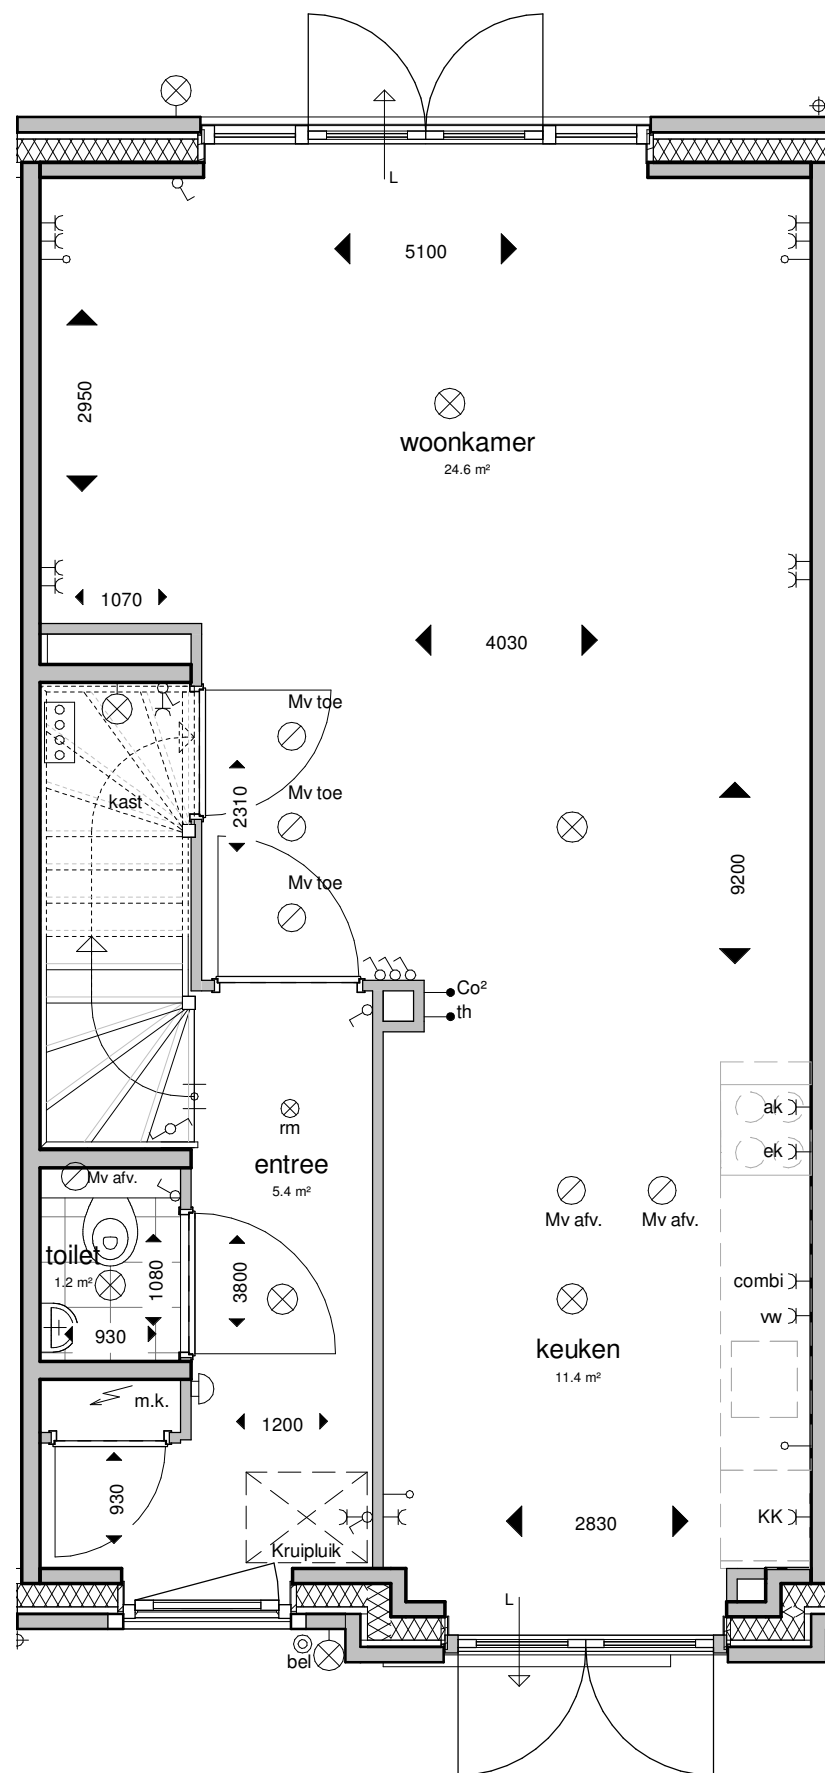 L
5100
2950
woonkamer
24.6 m²
1070
4030
Mv toe
2310
kast
Mv toe
9200
Mv toe
Co²
th
ak
rm
ek
entree
5.4 m²
Mv afv.
Mv afv.
Mv afv.
toilet
1.2 m²
1080
3800
combi
vw
930
keuken
11.4 m²
m.k.
1200
930
KK
2830
Kruipluik
L
bel